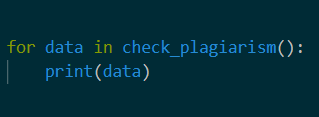 for data in check_plagiarism():
    print(data)